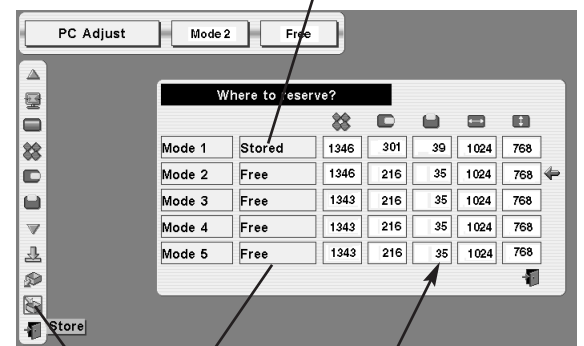 PC Adjust Mode 2 Free
Where to reserve?
Mode 1 Stored 1346 301 39 1024 768
Mode 2 Free 1346 216 35 1024 768
Mode 3 Free 1343 216 35 1024 768
Mode 4 Free 1343 216 35 1024 768
Mode 5 Free 1343 216 35 1024 768
Store